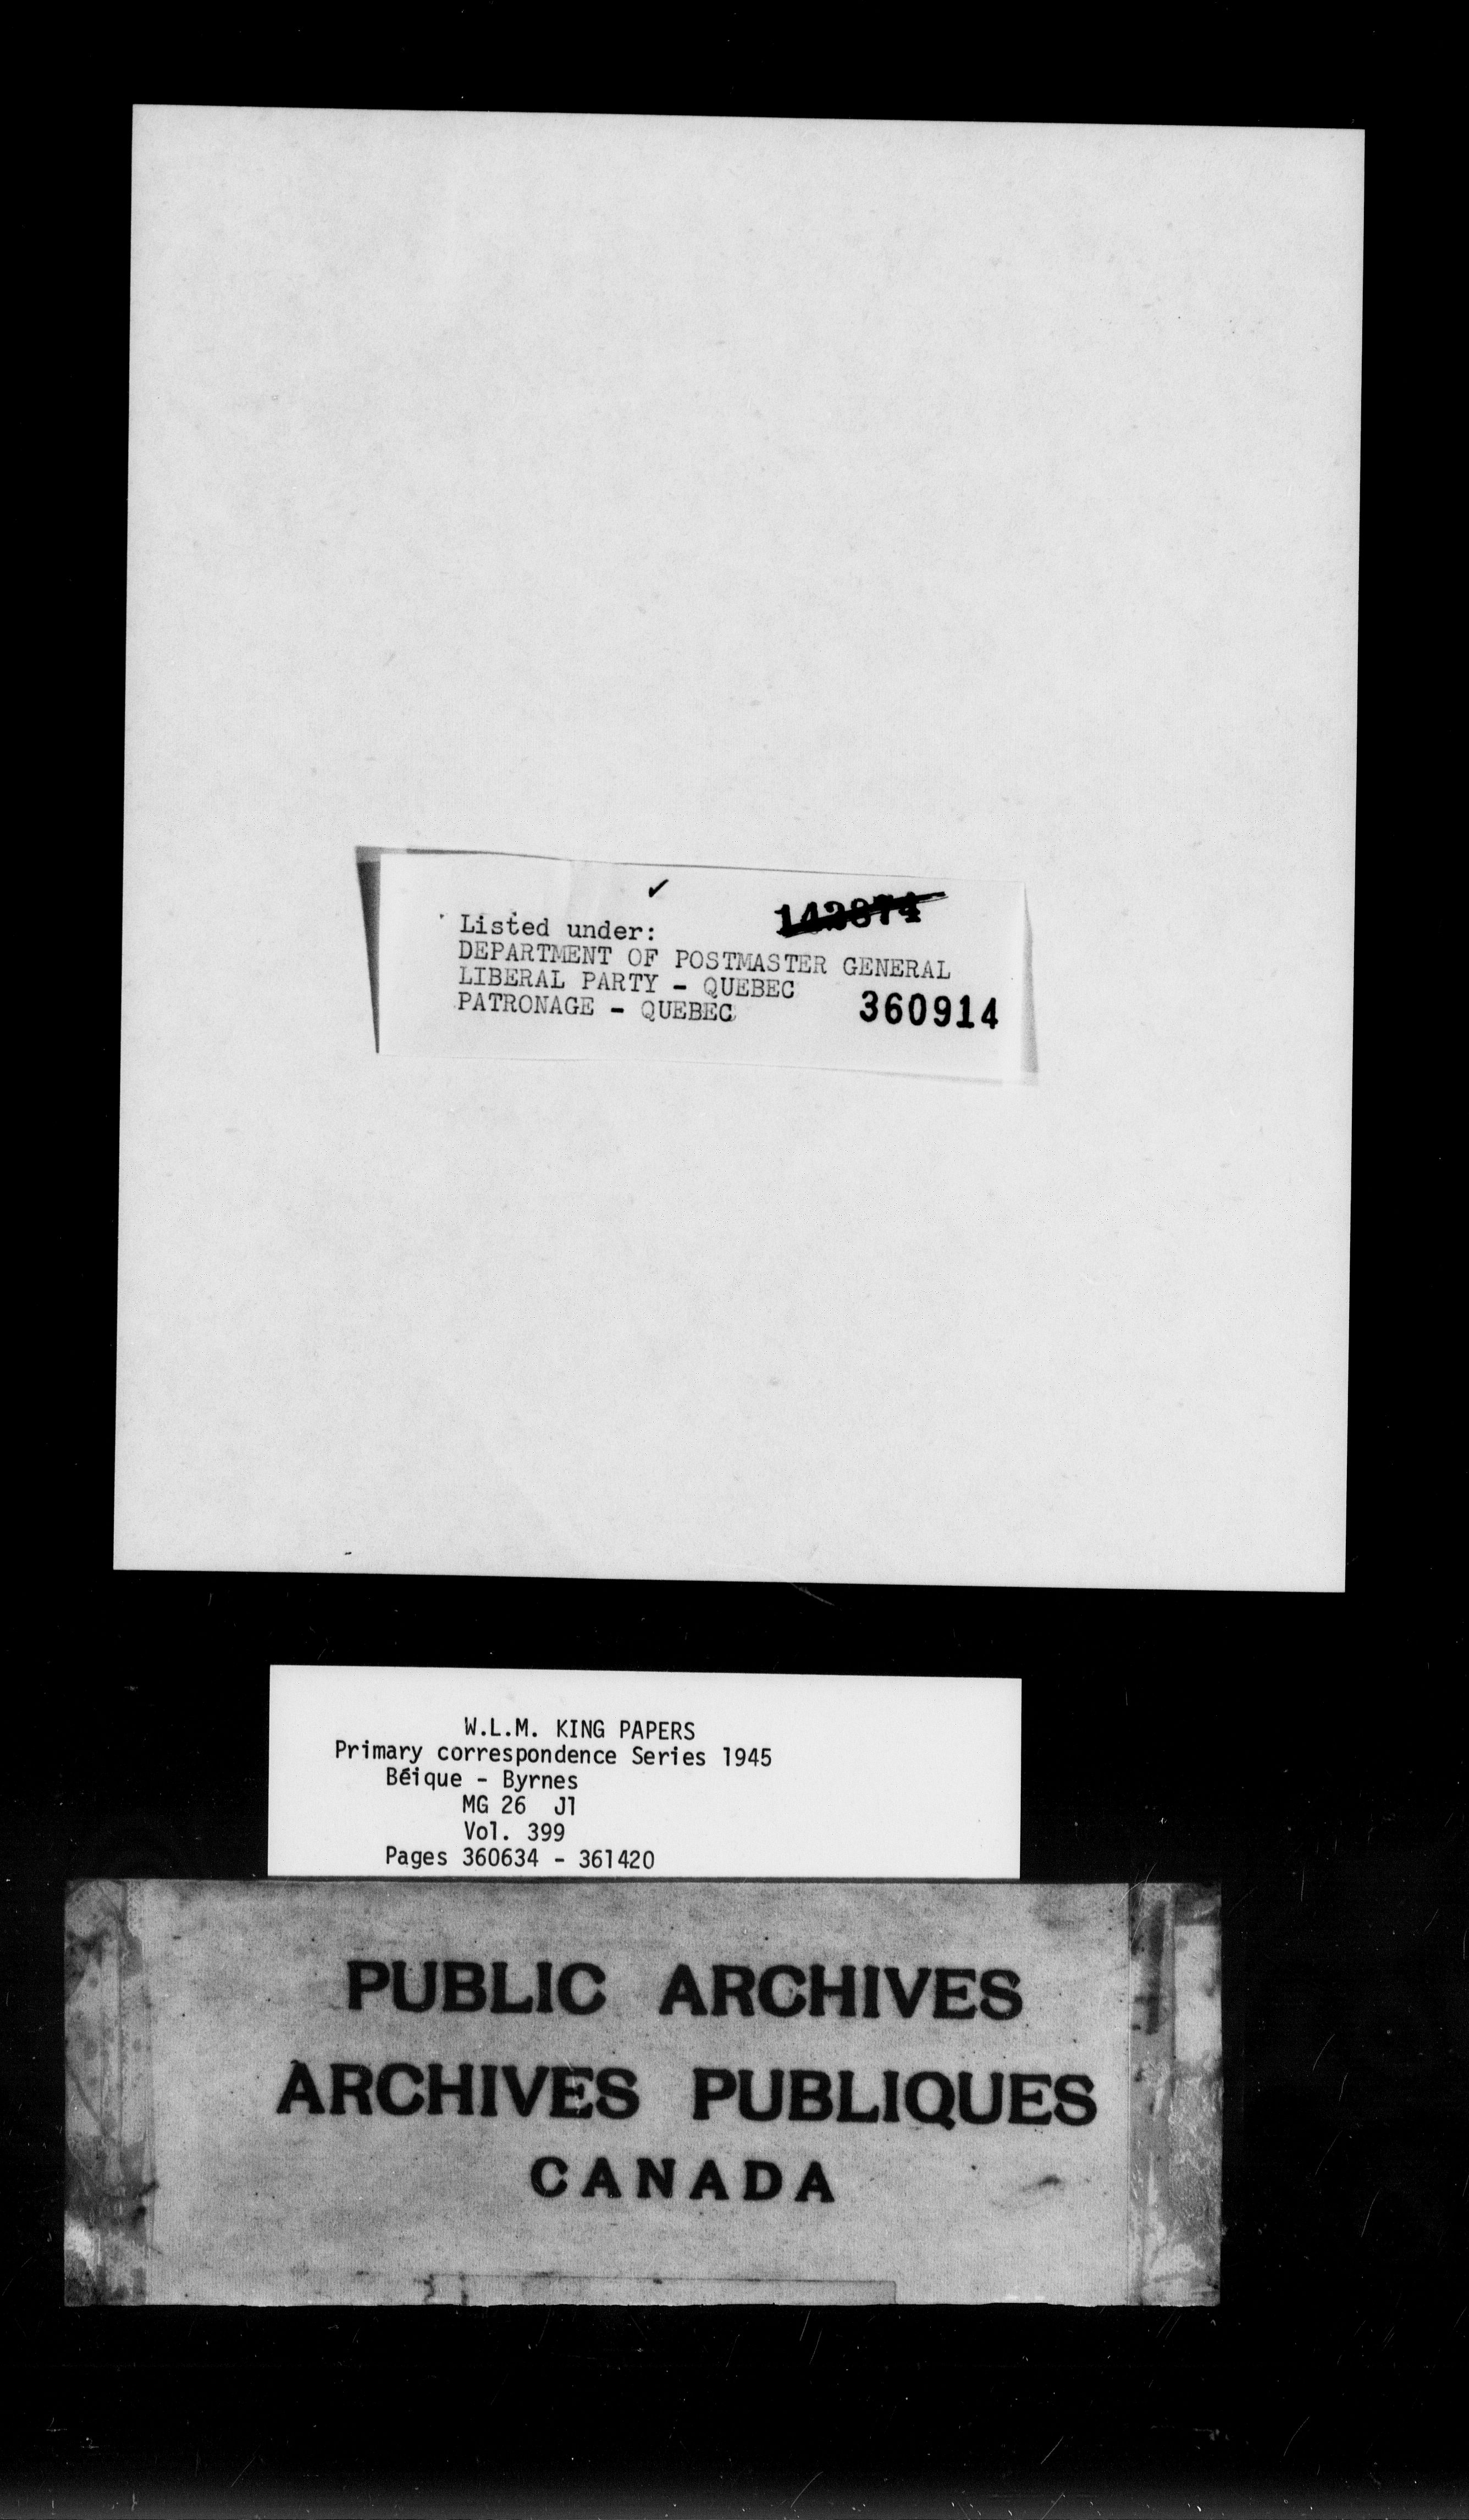 ✓
Listed under:
DEPARTMENT OF POSTMASTER GENERAL
LIBERAL PARTY - QUEBEC
PATRONAGE - QUEBEC
360914
W.L.M. KING PAPERS
Primary correspondence Series 1945
Béique - Byrnes
MG 26 J1
Vol. 399
Pages 360634 - 361420
PUBLIC ARCHIVES
ARCHIVES PUBLIQUES
CANADA